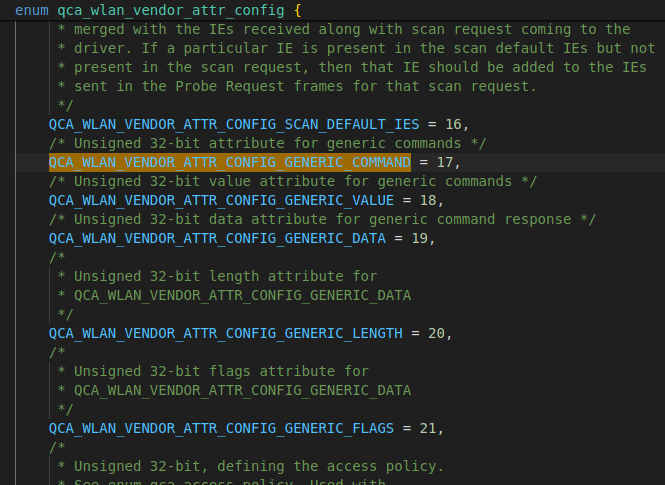 enum qca_wlan_vendor_attr_config {
* merged with the IEs received along with scan request coming to the
* driver. If a particular IE is present in the scan default IEs but not
* present in the scan request, then that IE should be added to the IEs
* sent in the Probe Request frames for that scan request.
*/
QCA_WLAN_VENDOR_ATTR_CONFIG_SCAN_DEFAULT_IES = 16,
/* Unsigned 32-bit attribute for generic commands */
QCA_WLAN_VENDOR_ATTR_CONFIG_GENERIC_COMMAND = 17,
/* Unsigned 32-bit value attribute for generic commands */
QCA_WLAN_VENDOR_ATTR_CONFIG_GENERIC_VALUE = 18,
/* Unsigned 32-bit data attribute for generic command response */
QCA_WLAN_VENDOR_ATTR_CONFIG_GENERIC_DATA = 19,
/*
* Unsigned 32-bit length attribute for
* QCA_WLAN_VENDOR_ATTR_CONFIG_GENERIC_DATA
*/
QCA_WLAN_VENDOR_ATTR_CONFIG_GENERIC_LENGTH = 20,
/*
* Unsigned 32-bit flags attribute for
* QCA_WLAN_VENDOR_ATTR_CONFIG_GENERIC_DATA
*/
QCA_WLAN_VENDOR_ATTR_CONFIG_GENERIC_FLAGS = 21,
/*
* Unsigned 32-bit, defining the access policy.
* See enum qca_access_policy. Used with